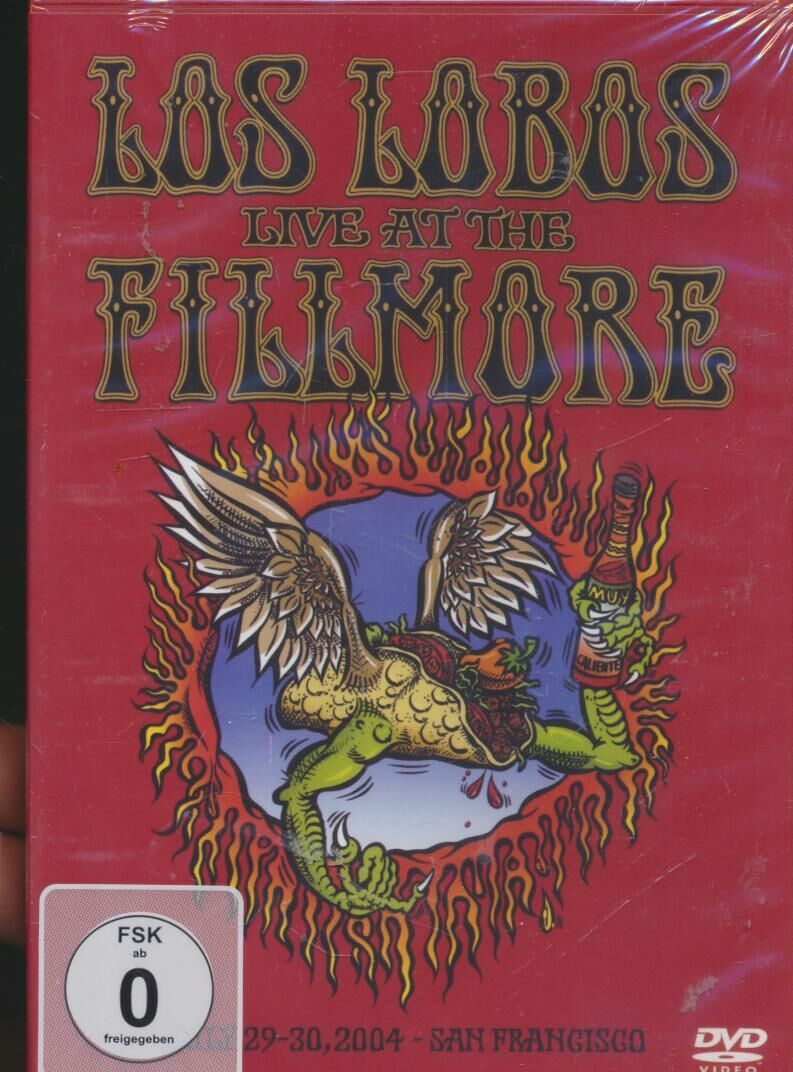 LOS LOBOS
LIVE AT THE
FILLMORE
MUY
CALIENTE
FSK
ab
0
freigegeben
29-30, 2004 - SAN FRANCISCO
DVD
VIDEO